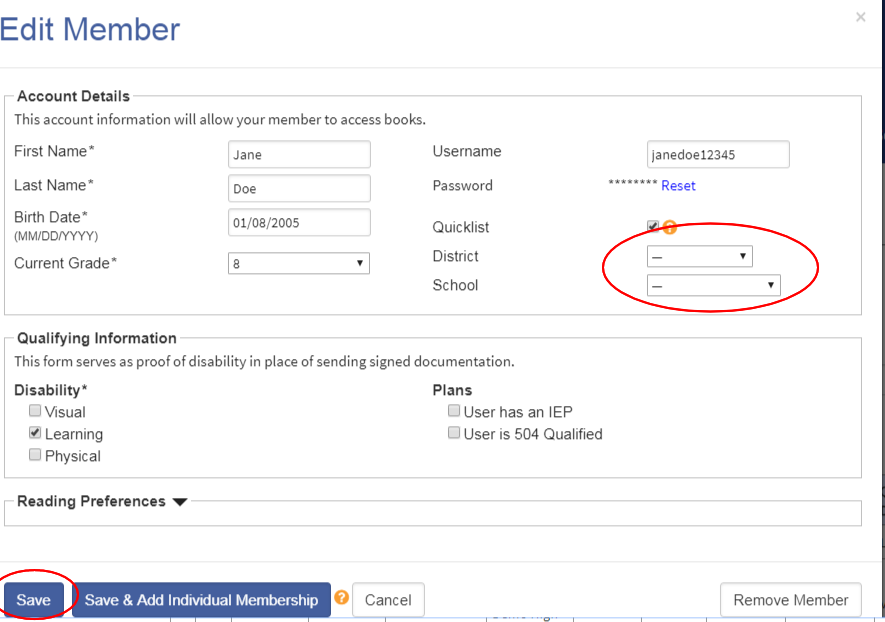 ×
Edit Member
Account Details
This account information will allow your member to access books.
First Name* Jane
Last Name* Doe
Birth Date* 01/08/2005
(MM/DD/YYYY)
Current Grade* 8
Username janedoe12345
Password ******** Reset
Quicklist ?
District —
School —
Qualifying Information
This form serves as proof of disability in place of sending signed documentation.
Disability*
Visual
Learning
Physical
Plans
User has an IEP
User is 504 Qualified
Reading Preferences
Save Save & Add Individual Membership ? Cancel Remove Member